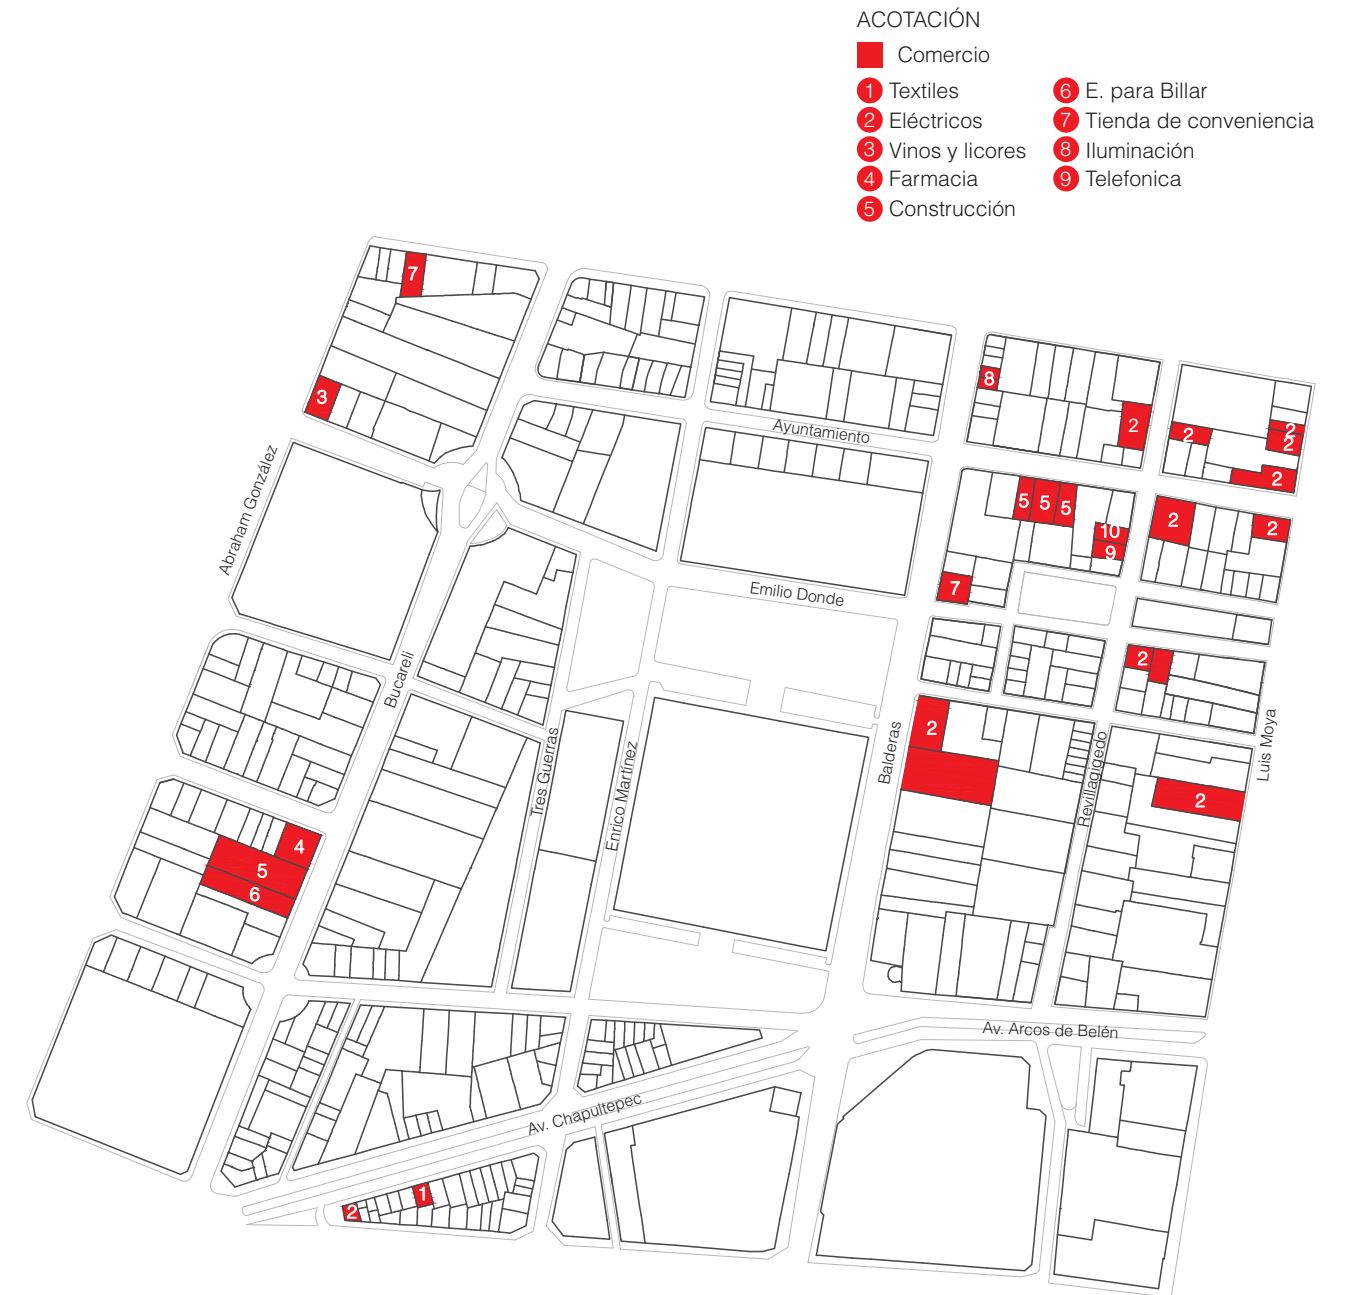 ACOTACIÓN
Comercio
1 Textiles
2 Eléctricos
3 Vinos y licores
4 Farmacia
5 Construcción
6 E. para Billar
7 Tienda de conveniencia
8 Iluminación
9 Telefonica
7
3
8
2
2
2
2
2
Ayuntamiento
Abraham González
5 5 5
10
9
2
2
7
Emilio Donde
Bucareli
2
2
Tres Guerras
Enrico Martínez
Balderas
Revillagigedo
Luis Moya
2
4
5
6
Av. Arcos de Belén
Av. Chapultepec
1
2